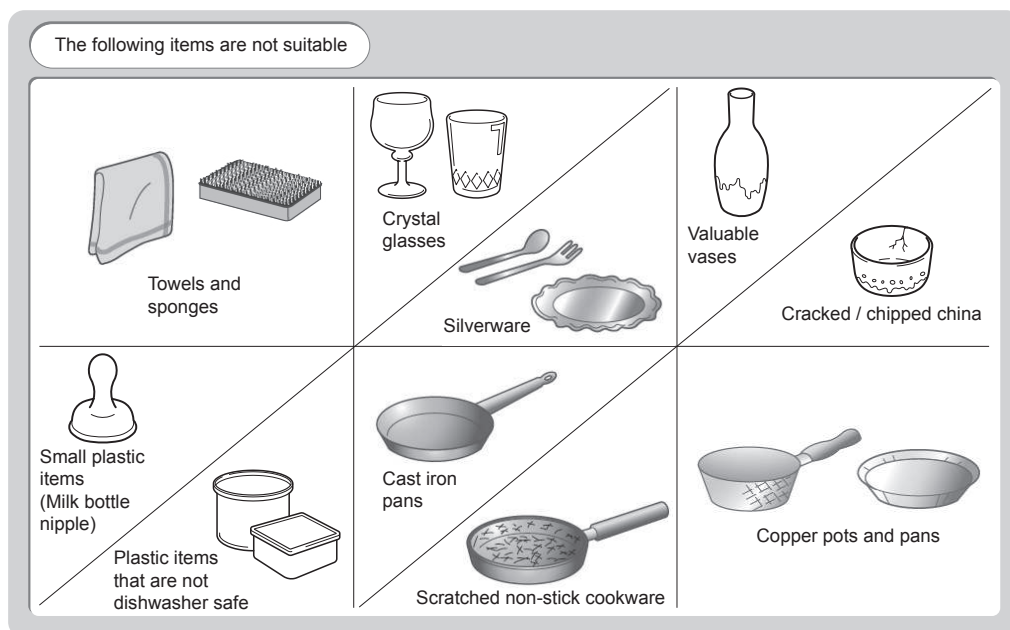 The following items are not suitable
Towels and
sponges
Crystal
glasses
Silverware
Valuable
vases
Cracked / chipped china
Small plastic
items
(Milk bottle
nipple)
Plastic items
that are not
dishwasher safe
Cast iron
pans
Scratched non-stick cookware
Copper pots and pans